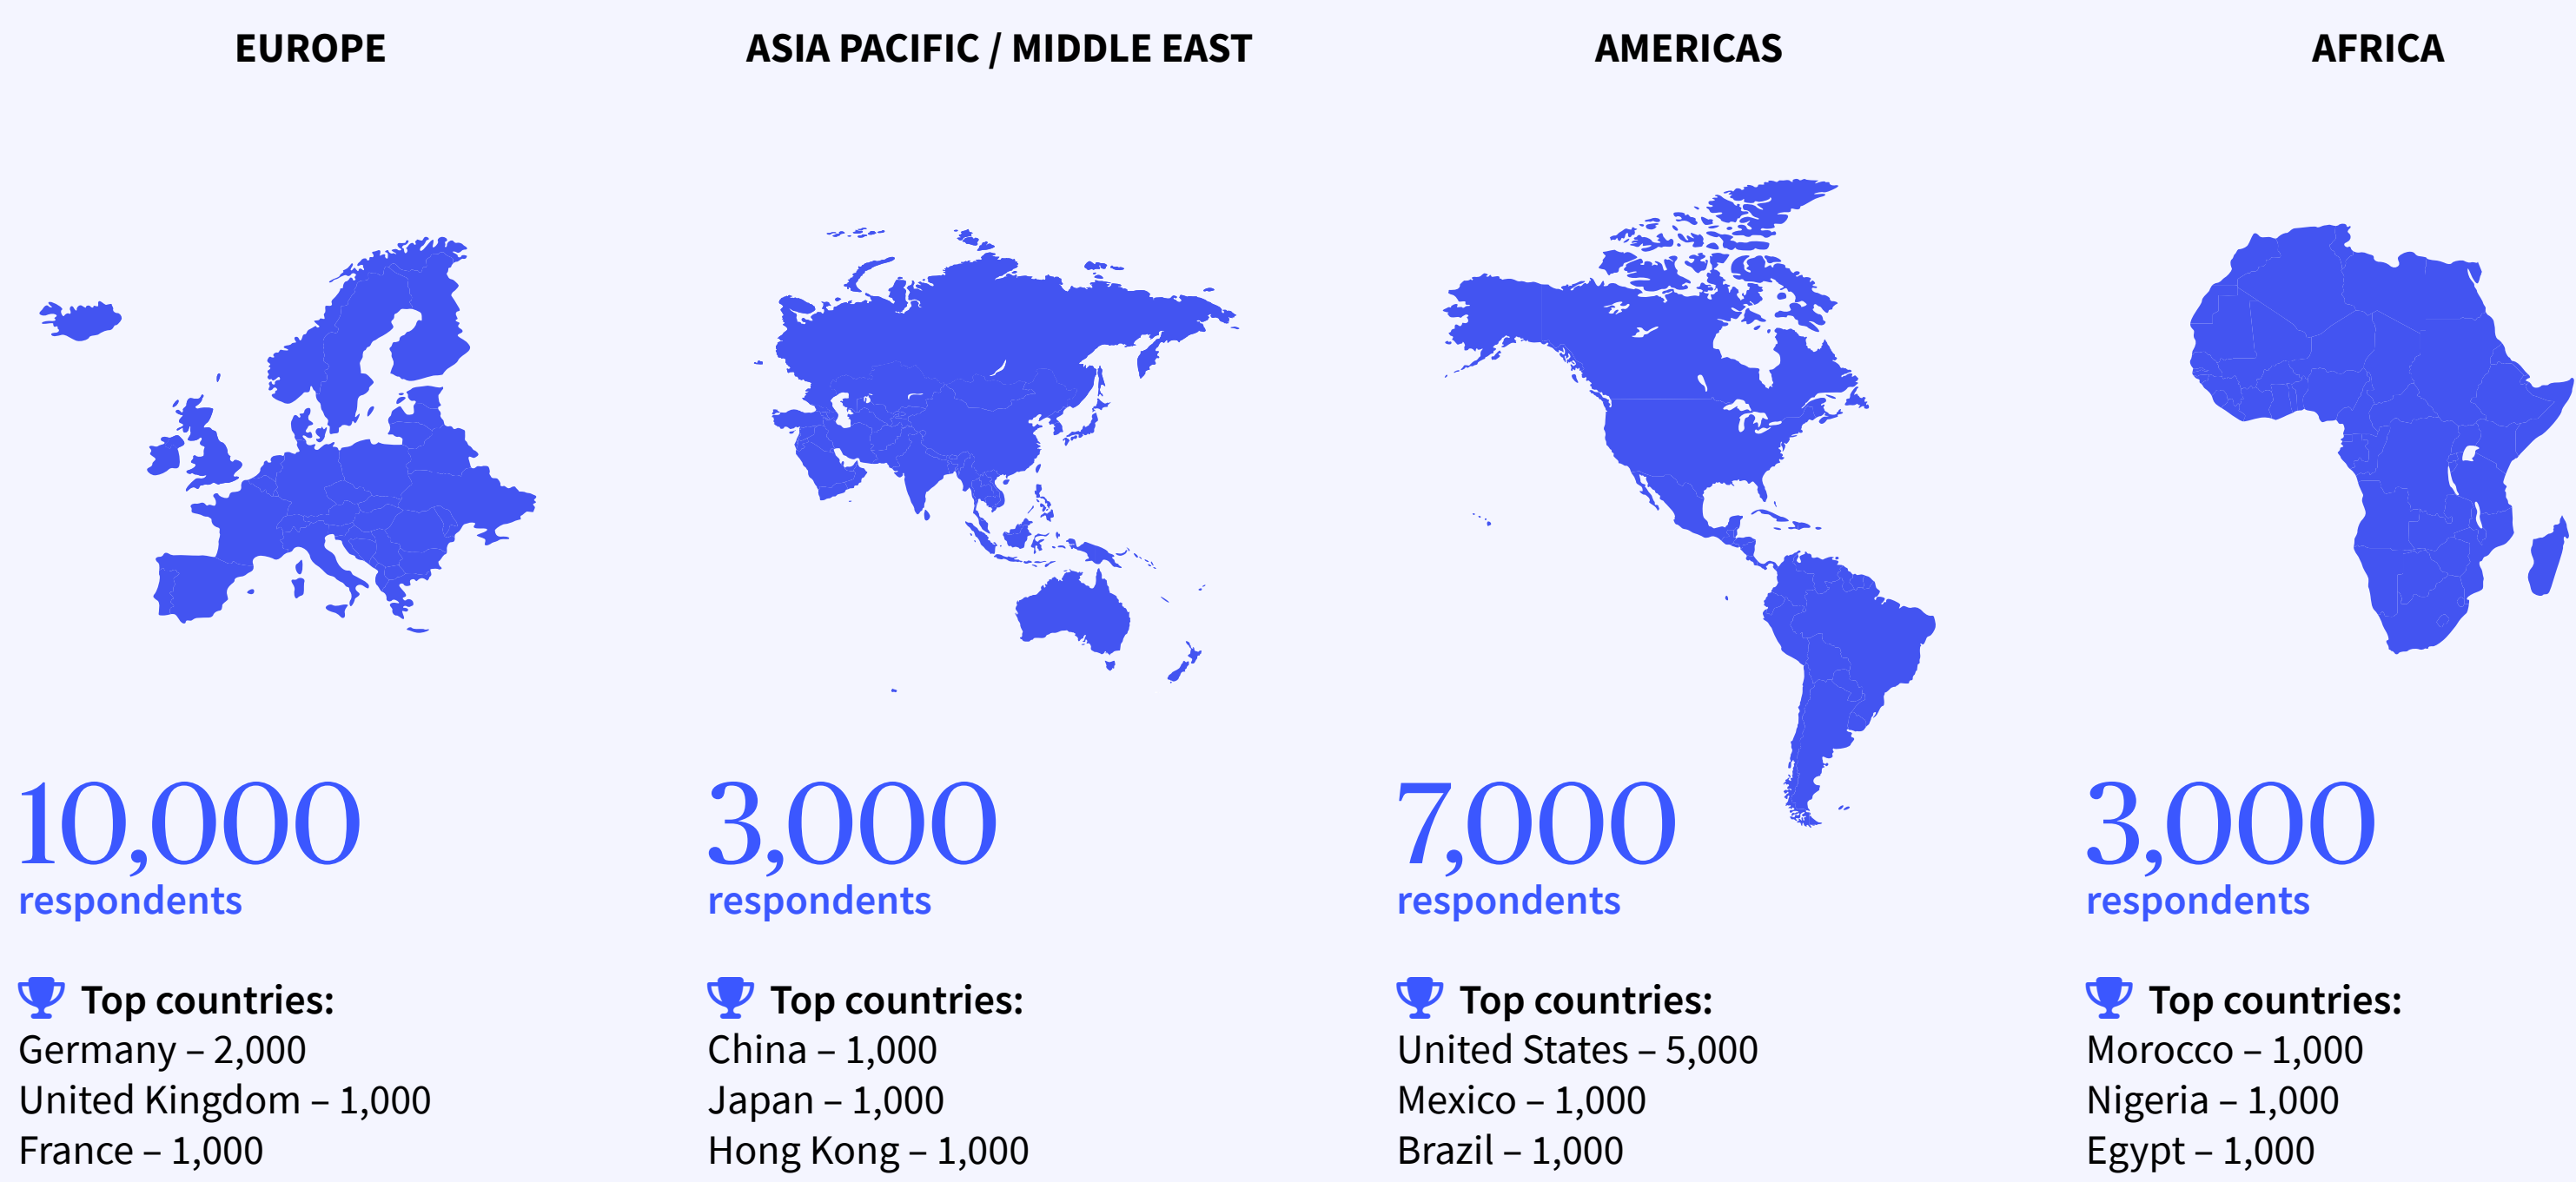 EUROPE
10,000
respondents
Top countries:
Germany – 2,000
United Kingdom – 1,000
France – 1,000
ASIA PACIFIC / MIDDLE EAST
3,000
respondents
Top countries:
China – 1,000
Japan – 1,000
Hong Kong – 1,000
AMERICAS
7,000
respondents
Top countries:
United States – 5,000
Mexico – 1,000
Brazil – 1,000
AFRICA
3,000
respondents
Top countries:
Morocco – 1,000
Nigeria – 1,000
Egypt – 1,000